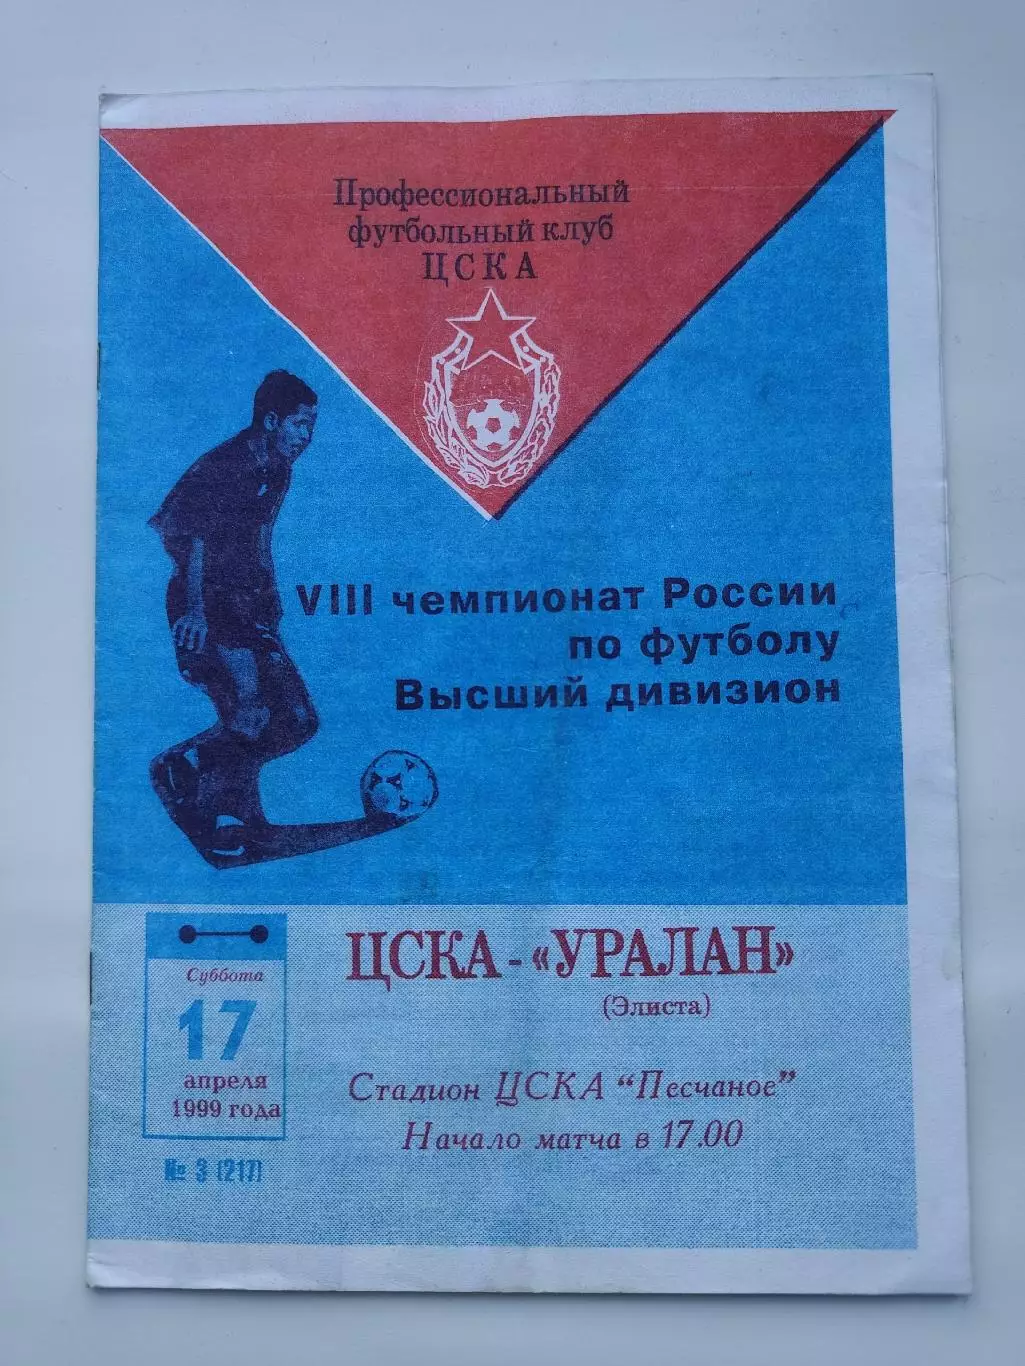 Профессиональный
футбольный клуб
ЦСКА
VIII чемпионат России
по футболу
Высший дивизион
Суббота
17
апреля
1999 года
№ 3 (217)
ЦСКА - «УРАЛАН»
(Элиста)
Стадион ЦСКА "Песчаное"
Начало матча в 17.00